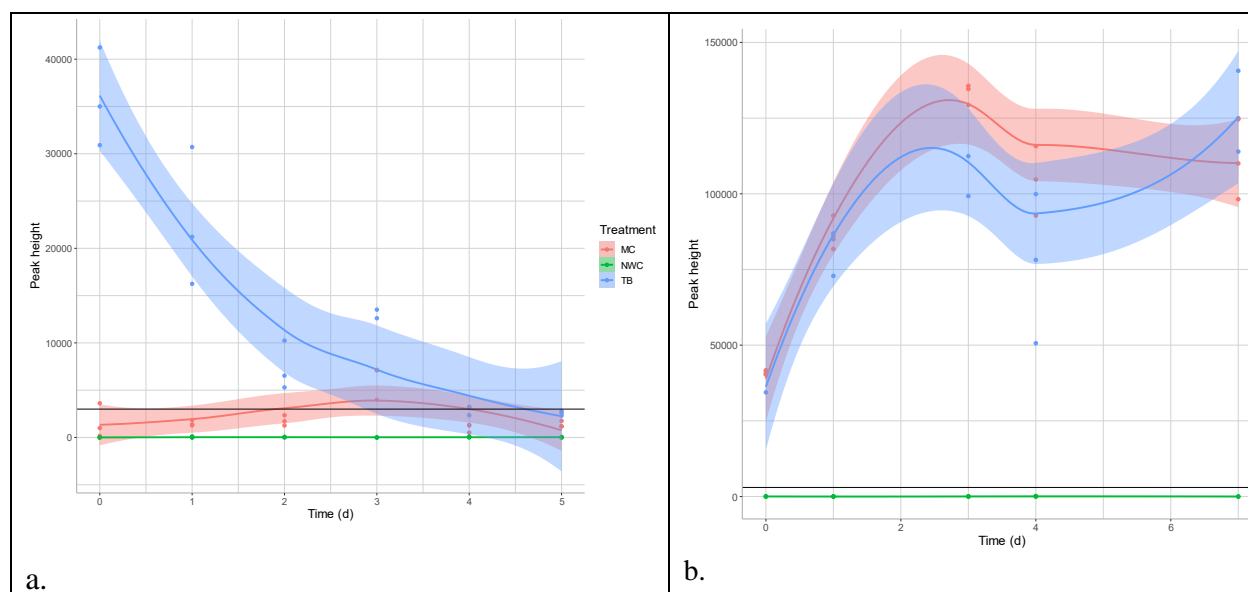 40000
30000
20000
10000
0
Peak height
0 1 2 3 4 5
Time (d)
Treatment
MC
NWC
TB
a.
150000
100000
50000
0
Peak height
0 2 4 6
Time (d)
b.